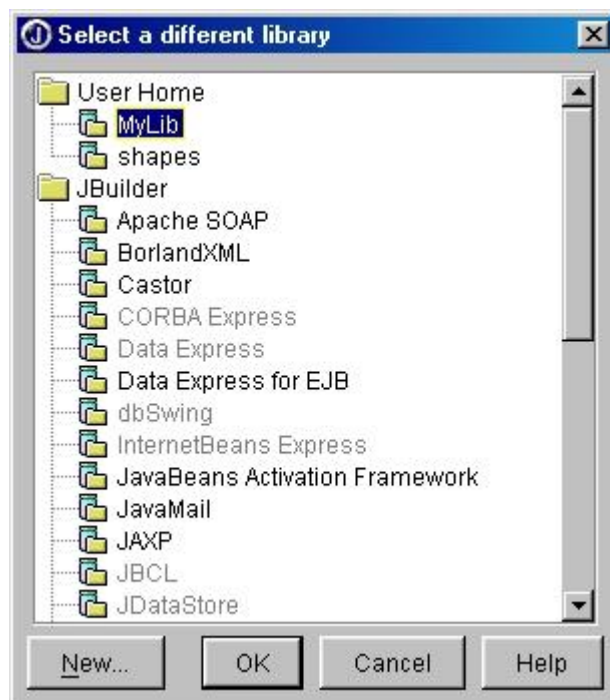 Select a different library
User Home
MyLib
shapes
JBuilder
Apache SOAP
BorlandXML
Castor
CORBA Express
Data Express
Data Express for EJB
dbSwing
InternetBeans Express
JavaBeans Activation Framework
JavaMail
JAXP
JBCL
JDataStore
New... OK Cancel Help